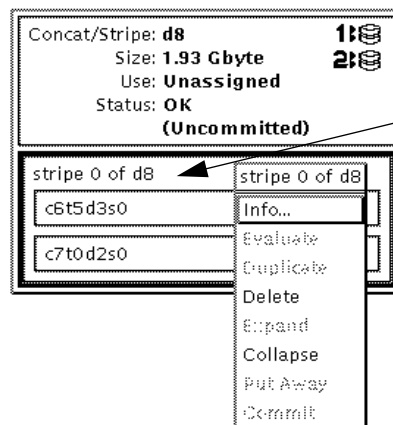 Concat/Stripe: d8
1
Size: 1.93 Gbyte
2
Use: Unassigned
Status: OK
(Uncommitted)
stripe 0 of d8
stripe 0 of d8
c6t5d3s0
Info...
Evaluate
c7t0d2s0
Duplicate
Delete
Expand
Collapse
Put Away
Commit